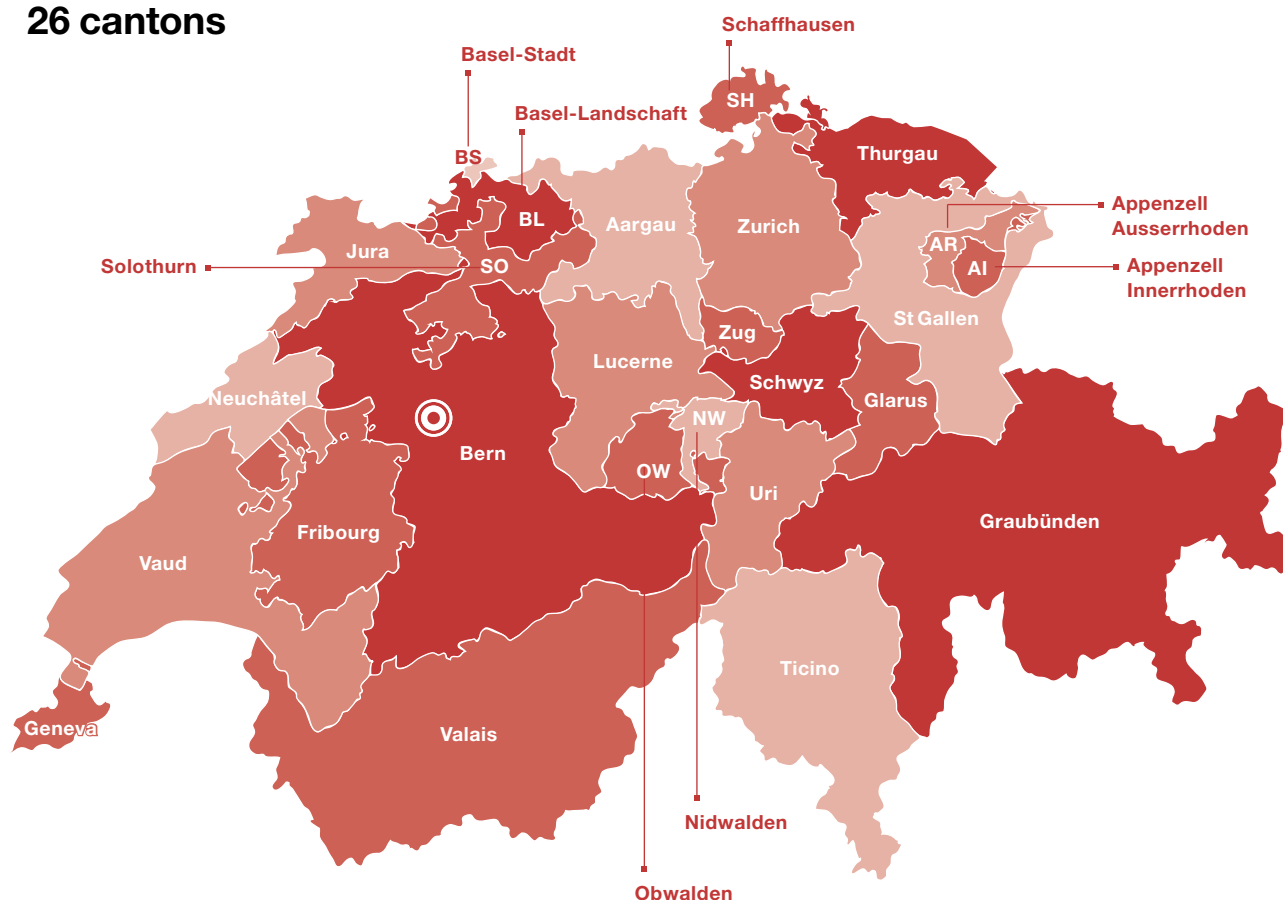 26 cantons
Schaffhausen
Basel-Stadt
Basel-Landschaft
SH
BS
Thurgau
BL
Aargau
Zurich
Appenzell
Ausserrhoden
AR
Jura
Solothurn
SO
AI
Appenzell
Innerrhoden
St Gallen
Zug
Lucerne
Schwyz
Neuchâtel
Glarus
NW
Bern
OW
Uri
Graubünden
Fribourg
Vaud
Ticino
Geneva
Valais
Nidwalden
Obwalden